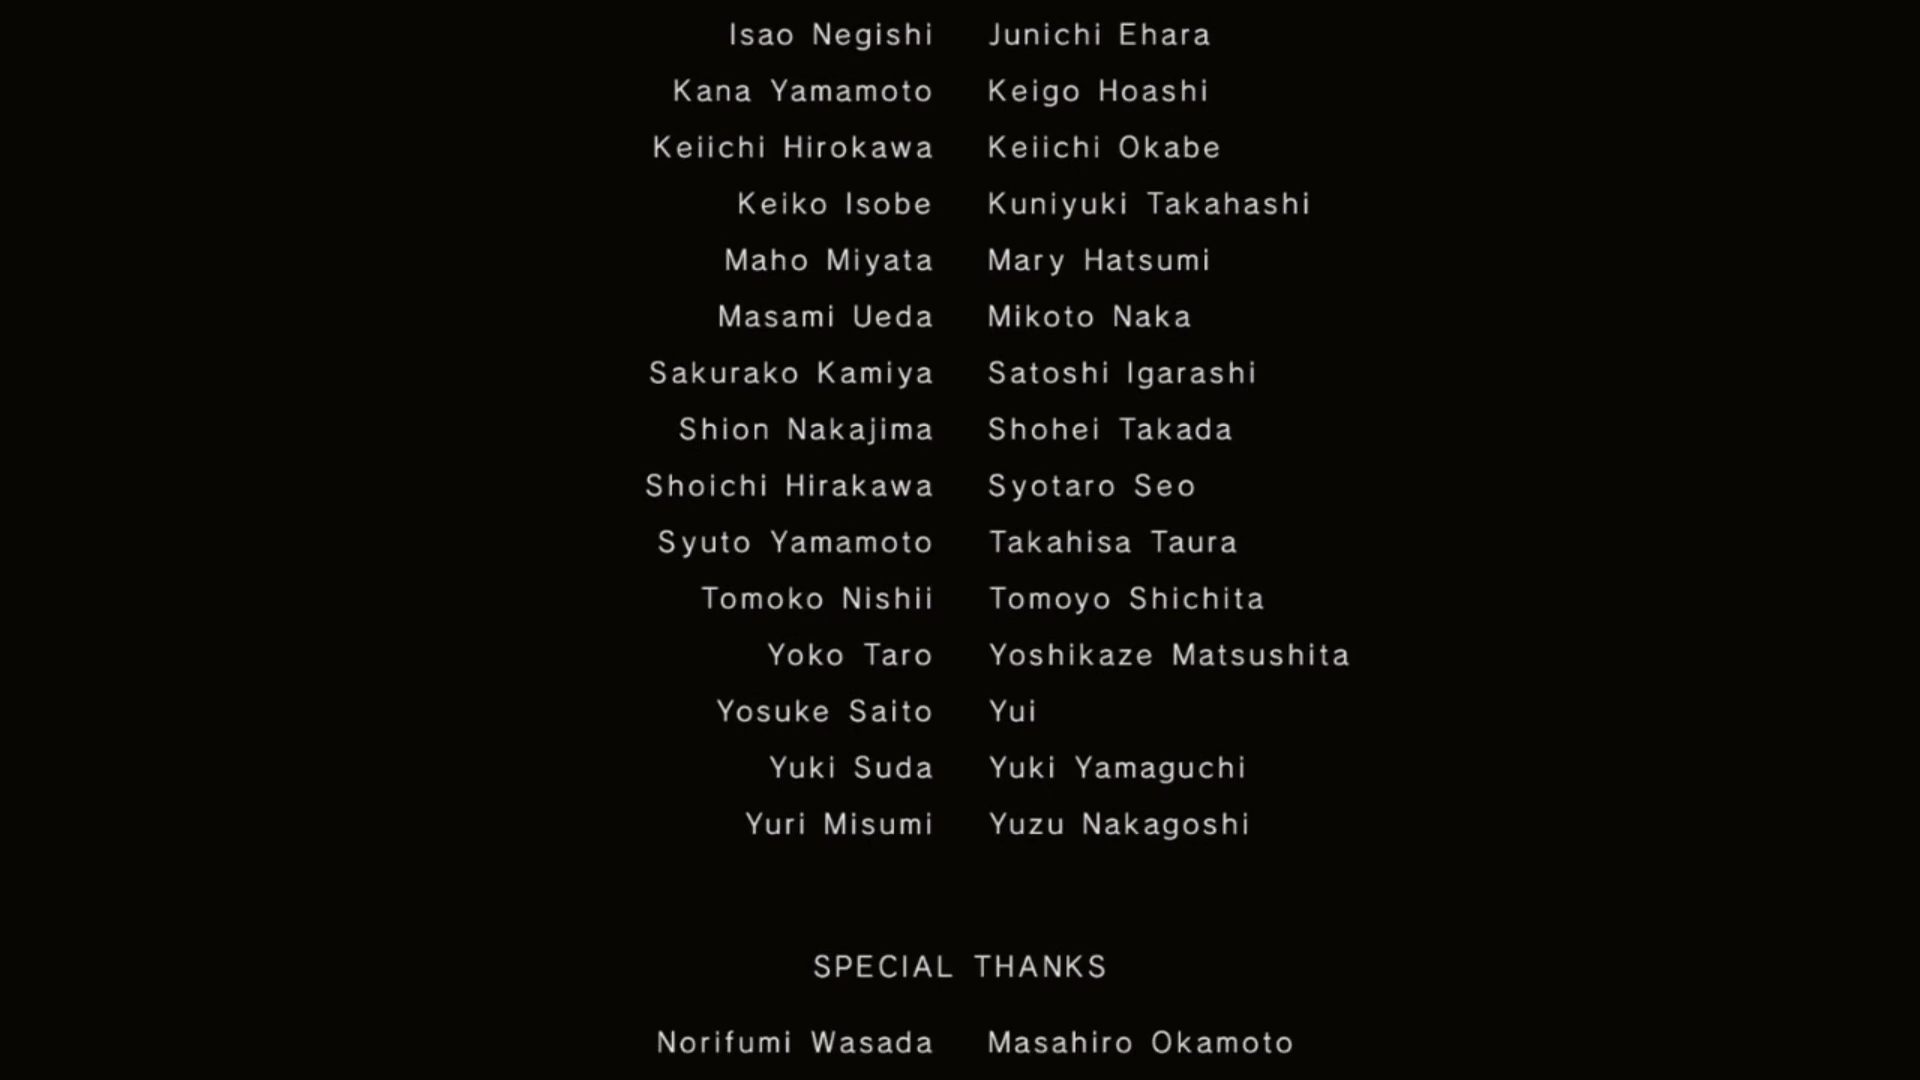 Isao Negishi Junichi Ehara
Kana Yamamoto Keigo Hoashi
Keiichi Hirokawa Keiichi Okabe
Keiko Isobe Kuniyuki Takahashi
Maho Miyata Mary Hatsumi
Masami Ueda Mikoto Naka
Sakurako Kamiya Satoshi Igarashi
Shion Nakajima Shohei Takada
Shoichi Hirakawa Syotaro Seo
Syuto Yamamoto Takahisa Taura
Tomoko Nishii Tomoyo Shichita
Yoko Taro Yoshikaze Matsushita
Yosuke Saito Yui
Yuki Suda Yuki Yamaguchi
Yuri Misumi Yuzu Nakagoshi
SPECIAL THANKS
Norifumi Wasada Masahiro Okamoto